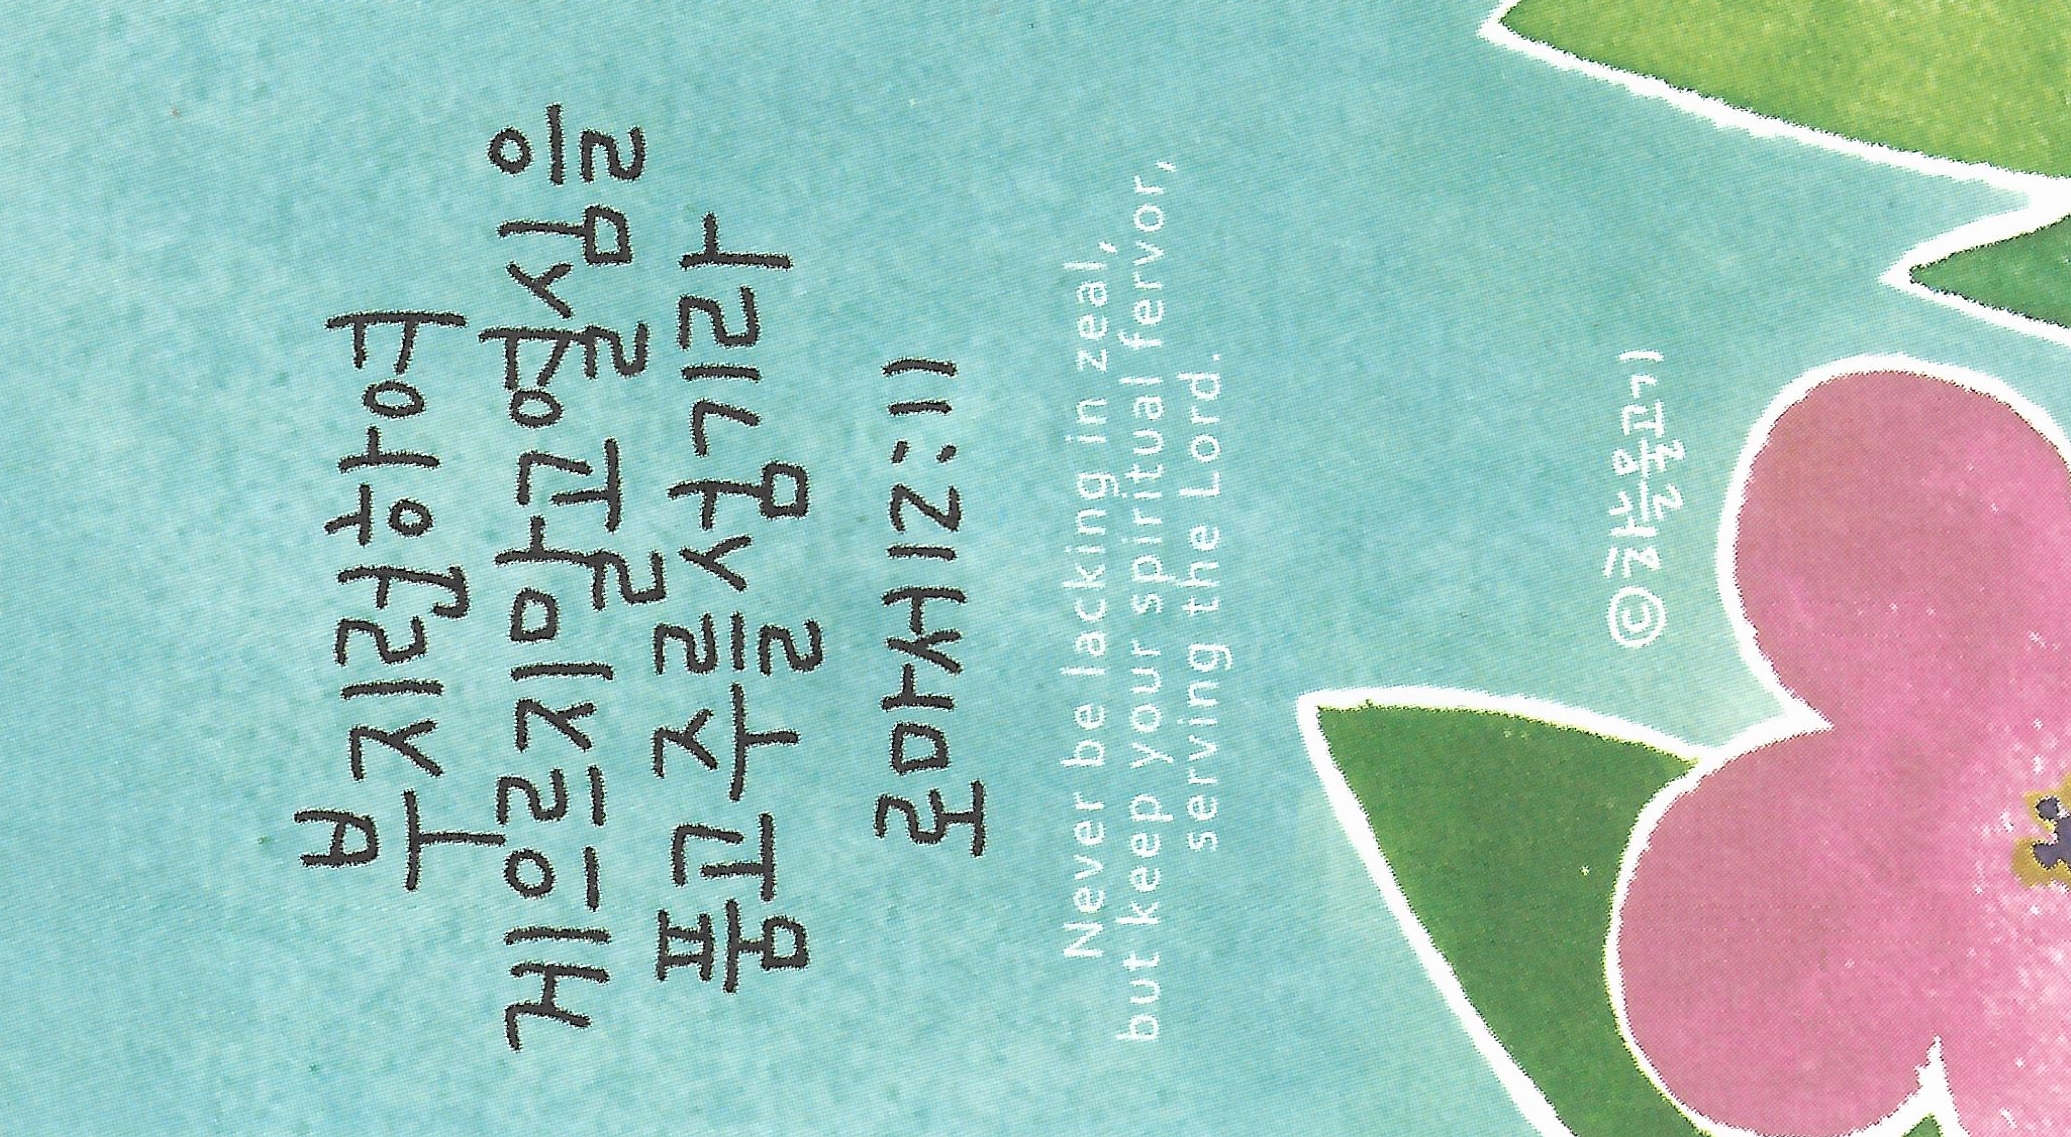 부지런하여
게으르지말고열심을
품고주를섬기라
로마서12:11
Never be lacking in zeal,
but keep your spiritual fervor,
serving the Lord.
©하늘물고기